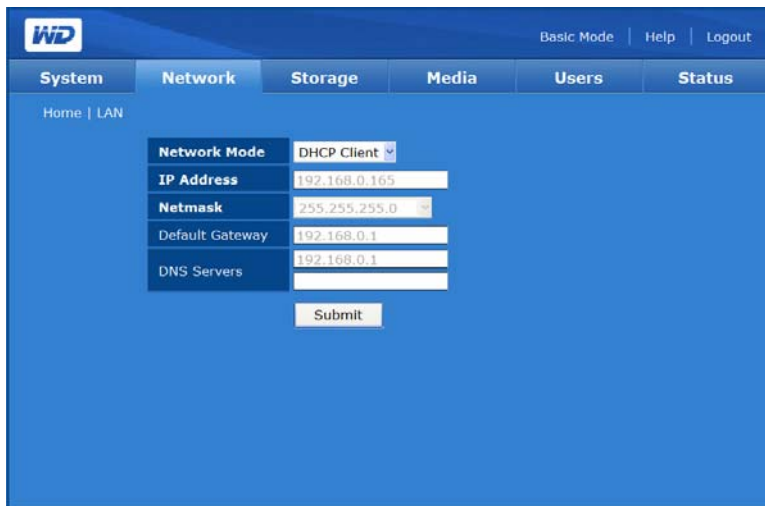 WD
Basic Mode | Help | Logout
System Network Storage Media Users Status
Home | LAN
Network Mode DHCP Client
IP Address 192.168.0.165
Netmask 255.255.255.0
Default Gateway 192.168.0.1
DNS Servers 192.168.0.1
Submit